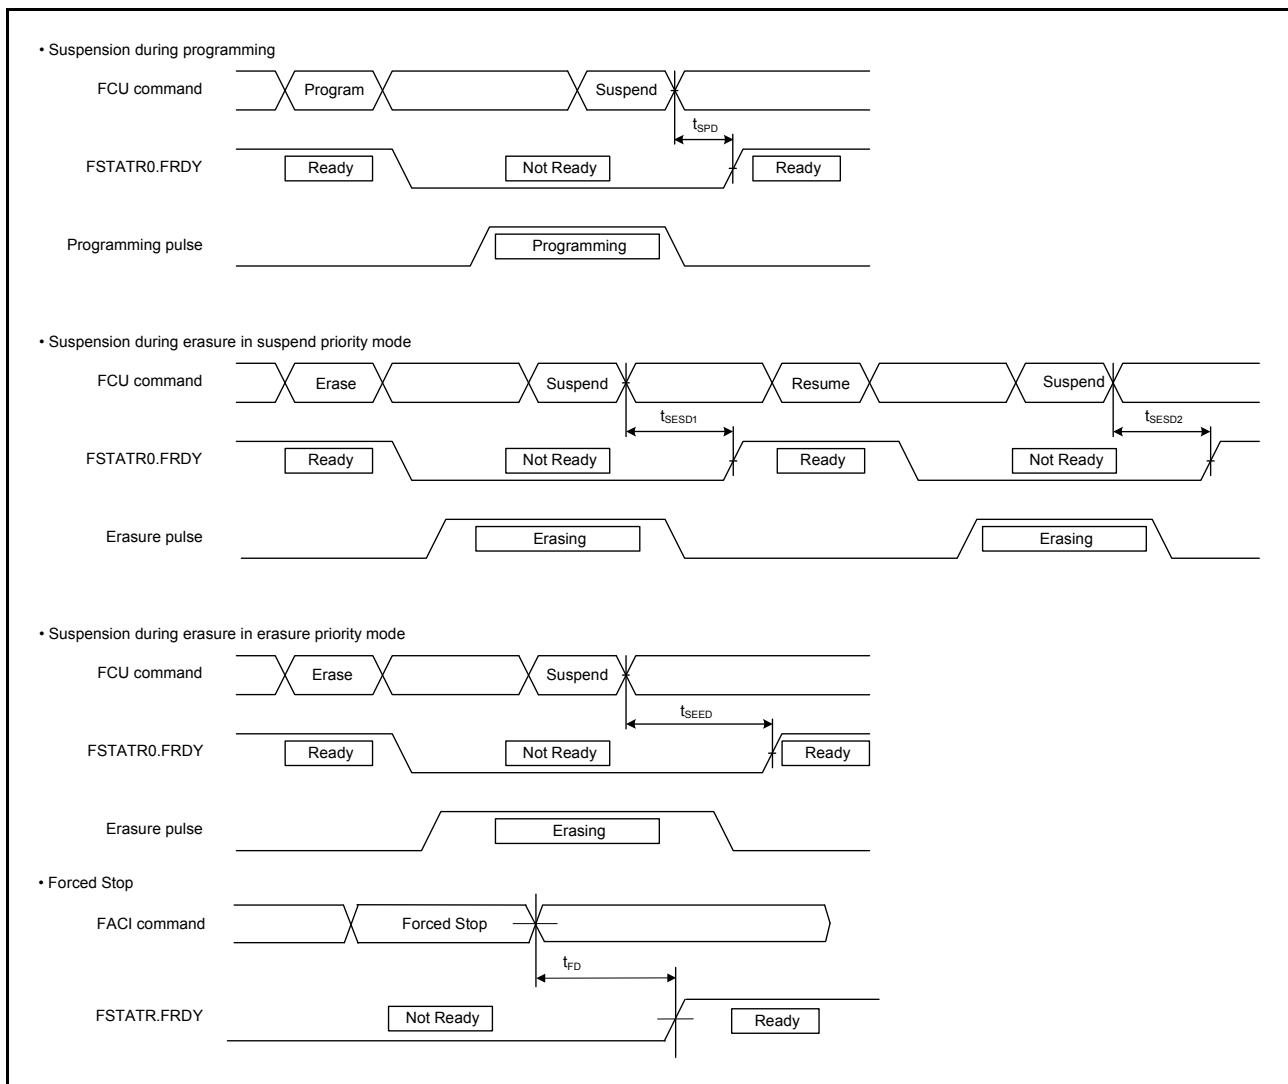 • Suspension during programming
FCU command
Program
Suspend
tSPD
FSTATR0.FRDY
Ready
Not Ready
Ready
Programming pulse
Programming
• Suspension during erasure in suspend priority mode
FCU command
Erase
Suspend
Resume
Suspend
tSESD1
tSESD2
FSTATR0.FRDY
Ready
Not Ready
Ready
Not Ready
Erasure pulse
Erasing
Erasing
• Suspension during erasure in erasure priority mode
FCU command
Erase
Suspend
tSEED
FSTATR0.FRDY
Ready
Not Ready
Ready
Erasure pulse
Erasing
• Forced Stop
FACI command
Forced Stop
tFD
FSTATR.FRDY
Not Ready
Ready